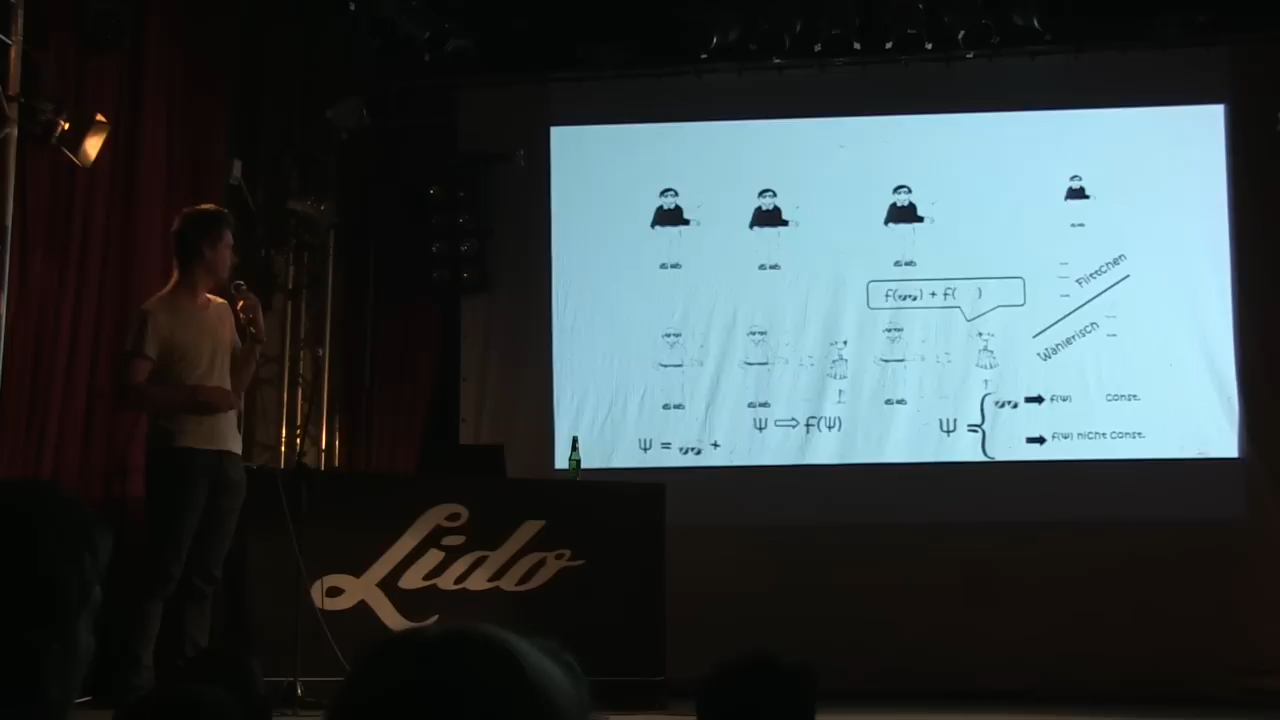 f( ) + f( )
Flittchen
Wählerisch
Ψ = +
Ψ ⇒ f(Ψ)
Ψ = {
➡ f(Ψ) const.
➡ f(Ψ) nicht const.
Lido